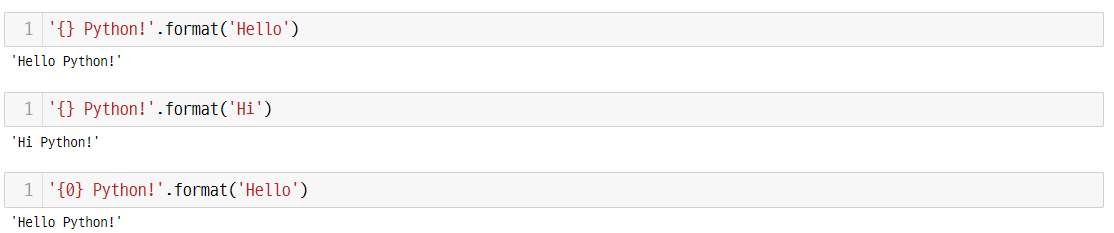 1 '{} Python!'.format('Hello')
'Hello Python!'
1 '{} Python!'.format('Hi')
'Hi Python!'
1 '{0} Python!'.format('Hello')
'Hello Python!'